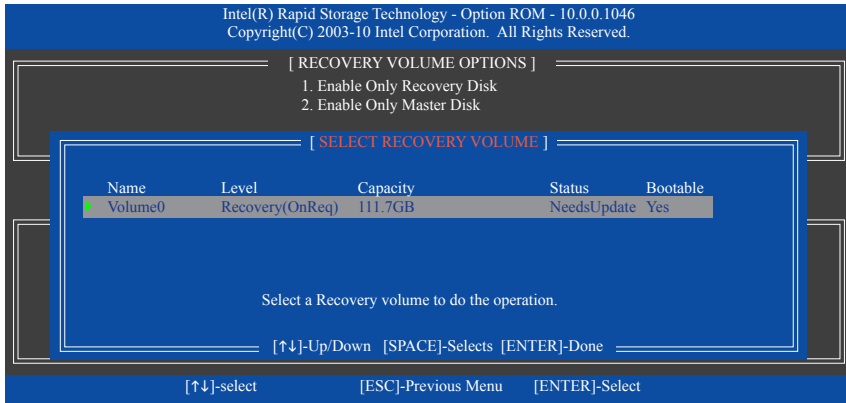 Intel(R) Rapid Storage Technology - Option ROM - 10.0.0.1046
Copyright(C) 2003-10 Intel Corporation. All Rights Reserved.
[ RECOVERY VOLUME OPTIONS ]
1. Enable Only Recovery Disk
2. Enable Only Master Disk
[ SELECT RECOVERY VOLUME ]
Name Level Capacity Status Bootable
Volume0 Recovery(OnReq) 111.7GB NeedsUpdate Yes
Select a Recovery volume to do the operation.
[↑↓]-Up/Down [SPACE]-Selects [ENTER]-Done
[↑↓]-select [ESC]-Previous Menu [ENTER]-Select